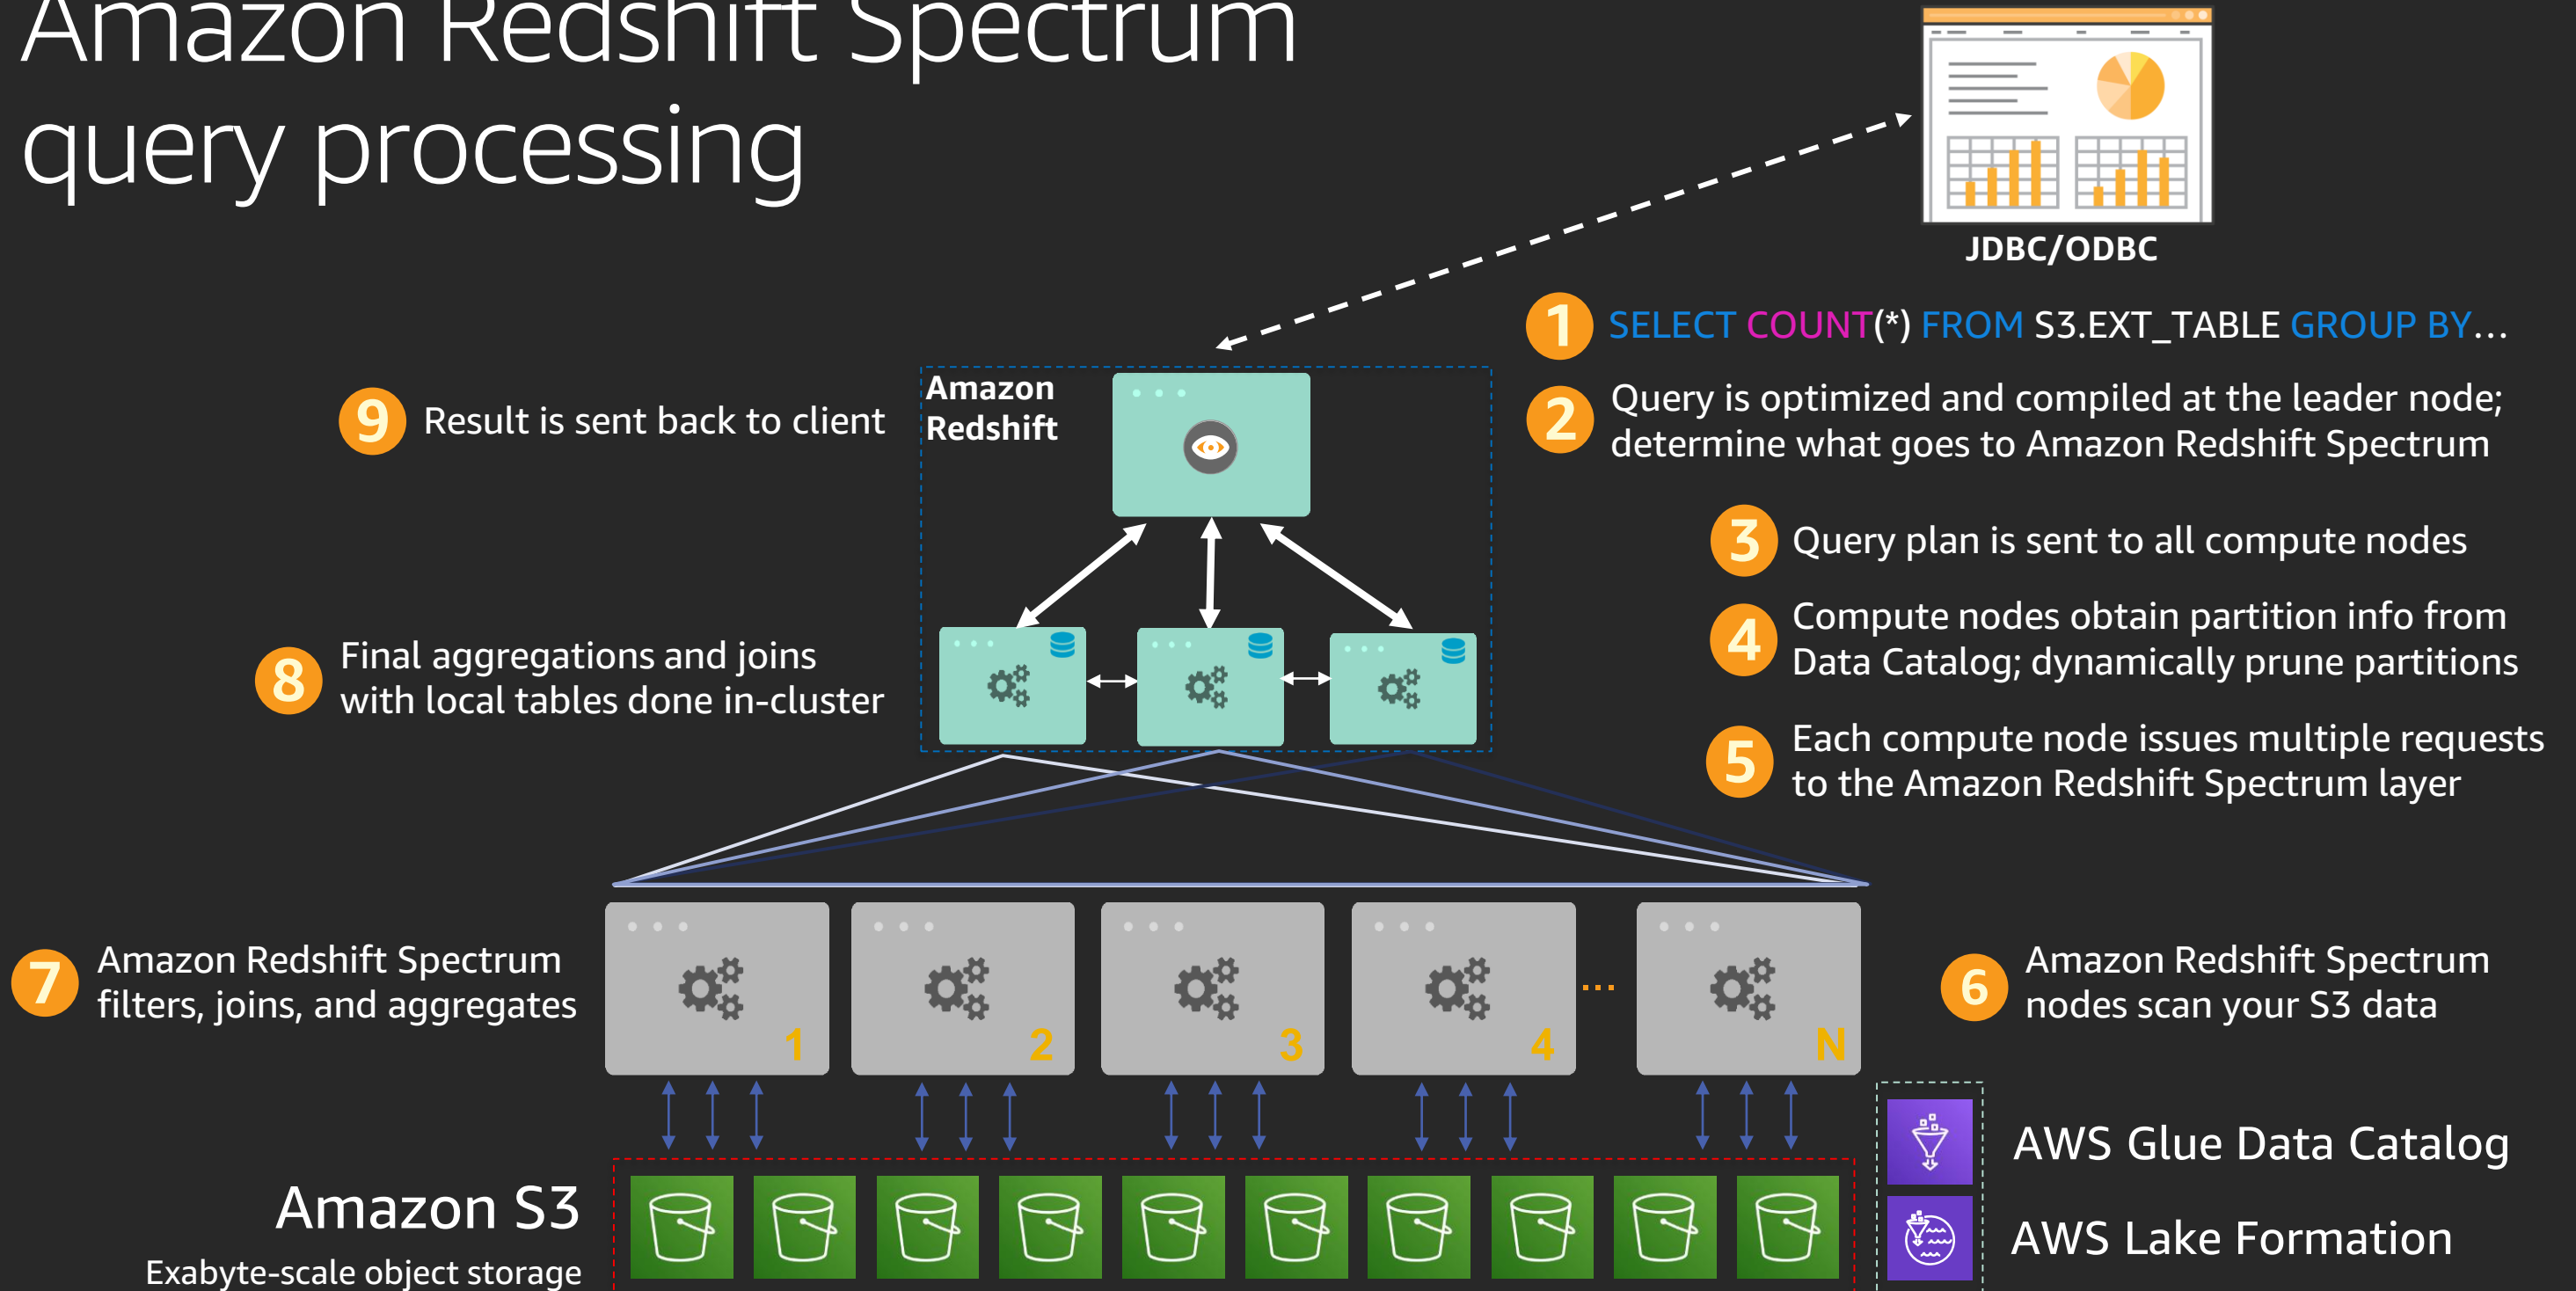 Amazon Redshift Spectrum
query processing
JDBC/ODBC
1 SELECT COUNT(*) FROM S3.EXT_TABLE GROUP BY...
2 Query is optimized and compiled at the leader node;
determine what goes to Amazon Redshift Spectrum
3 Query plan is sent to all compute nodes
4 Compute nodes obtain partition info from
Data Catalog; dynamically prune partitions
5 Each compute node issues multiple requests
to the Amazon Redshift Spectrum layer
9 Result is sent back to client
Amazon
Redshift
8 Final aggregations and joins
with local tables done in-cluster
7 Amazon Redshift Spectrum
filters, joins, and aggregates
1 2 3 4 ... N
6 Amazon Redshift Spectrum
nodes scan your S3 data
Amazon S3
Exabyte-scale object storage
AWS Glue Data Catalog
AWS Lake Formation